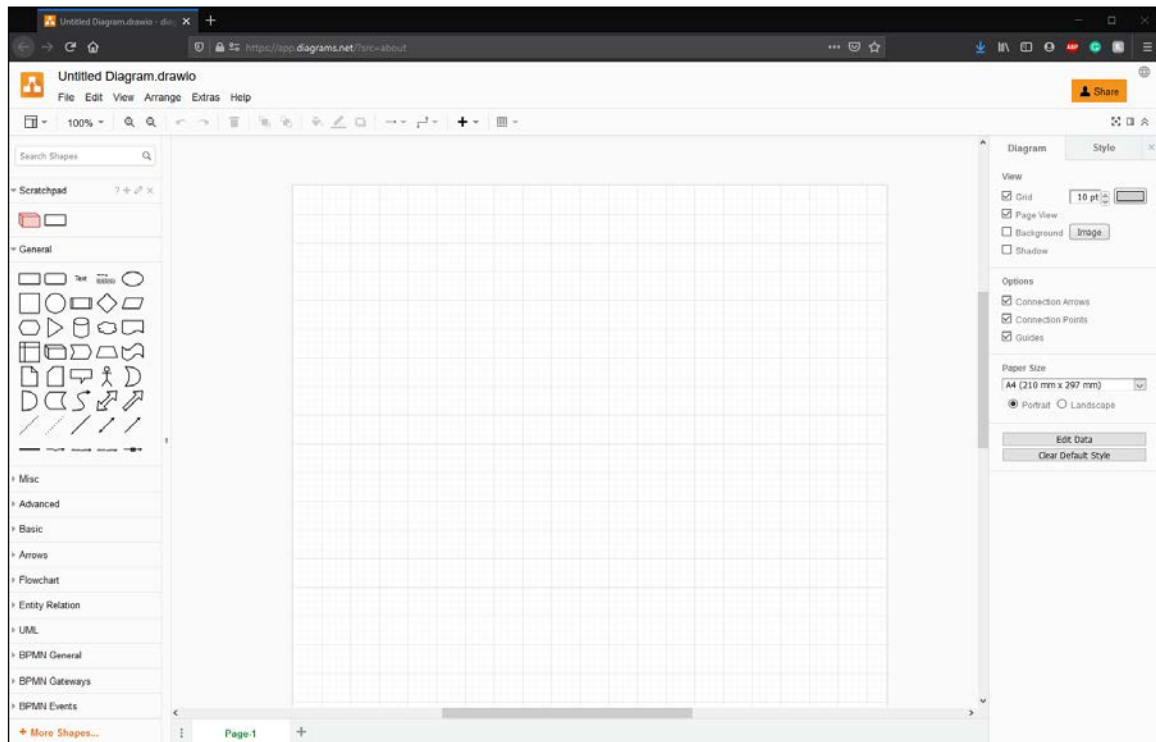 Untitled Diagram.drawio - dia
https://app.diagrams.net/?src=about
ABP
Untitled Diagram.drawio
File Edit View Arrange Extras Help
Share
100%
Search Shapes
Scratchpad
?
General
Text
Heading
Misc
Advanced
Basic
Arrows
Flowchart
Entity Relation
UML
BPMN General
BPMN Gateways
BPMN Events
+ More Shapes...
Page-1
Diagram Style
View
Grid 10 pt
Page View
Background Image
Shadow
Options
Connection Arrows
Connection Points
Guides
Paper Size
A4 (210 mm x 297 mm)
Portrait Landscape
Edit Data
Clear Default Style